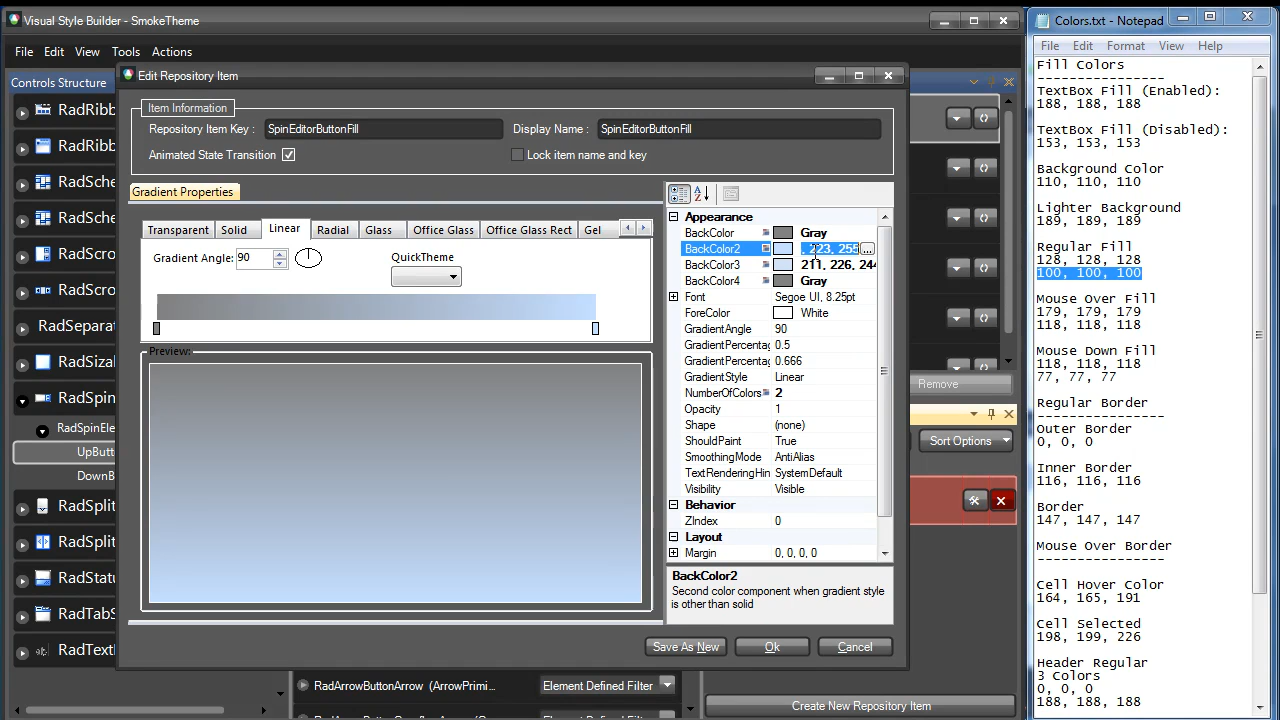 Visual Style Builder - SmokeTheme
File Edit View Tools Actions
Controls Structure
RadRibb
RadRibb
RadSche
RadSche
RadScro
RadScro
RadSepara
RadSizal
RadSpin
RadSpinEle
UpButt
DownB
RadSplit
RadSplit
RadStatu
RadTabS
RadTextl
Edit Repository Item
Item Information
Repository Item Key : SpinEditorButtonFill
Display Name : SpinEditorButtonFill
Animated State Transition
Lock item name and key
Gradient Properties
Transparent Solid Linear Radial Glass Office Glass Office Glass Rect Gel
Gradient Angle: 90
QuickTheme
Preview:
Appearance
BackColor Gray
BackColor2 , 223, 255 ...
BackColor3 211, 226, 244
BackColor4 Gray
Font Segoe UI, 8.25pt
ForeColor White
GradientAngle 90
GradientPercentag 0.5
GradientPercentag 0.666
GradientStyle Linear
NumberOfColors 2
Opacity 1
Shape (none)
ShouldPaint True
SmoothingMode AntiAlias
TextRenderingHin SystemDefault
Visibility Visible
Behavior
ZIndex 0
Layout
Margin 0, 0, 0, 0
BackColor2
Second color component when gradient style
is other than solid
Save As New Ok Cancel
Remove
Sort Options
RadArrowButtonArrow (ArrowPrimi...
Element Defined Filter
Element Defined Filter
Create New Repository Item
Colors.txt - Notepad
File Edit Format View Help
Fill Colors
----------------
TextBox Fill (Enabled):
188, 188, 188
TextBox Fill (Disabled):
153, 153, 153
Background Color
110, 110, 110
Lighter Background
189, 189, 189
Regular Fill
128, 128, 128
100, 100, 100
Mouse Over Fill
179, 179, 179
118, 118, 118
Mouse Down Fill
118, 118, 118
77, 77, 77
Regular Border
----------------
Outer Border
0, 0, 0
Inner Border
116, 116, 116
Border
147, 147, 147
Mouse Over Border
----------------
Cell Hover Color
164, 165, 191
Cell Selected
198, 199, 226
Header Regular
3 Colors
0, 0, 0
188, 188, 188